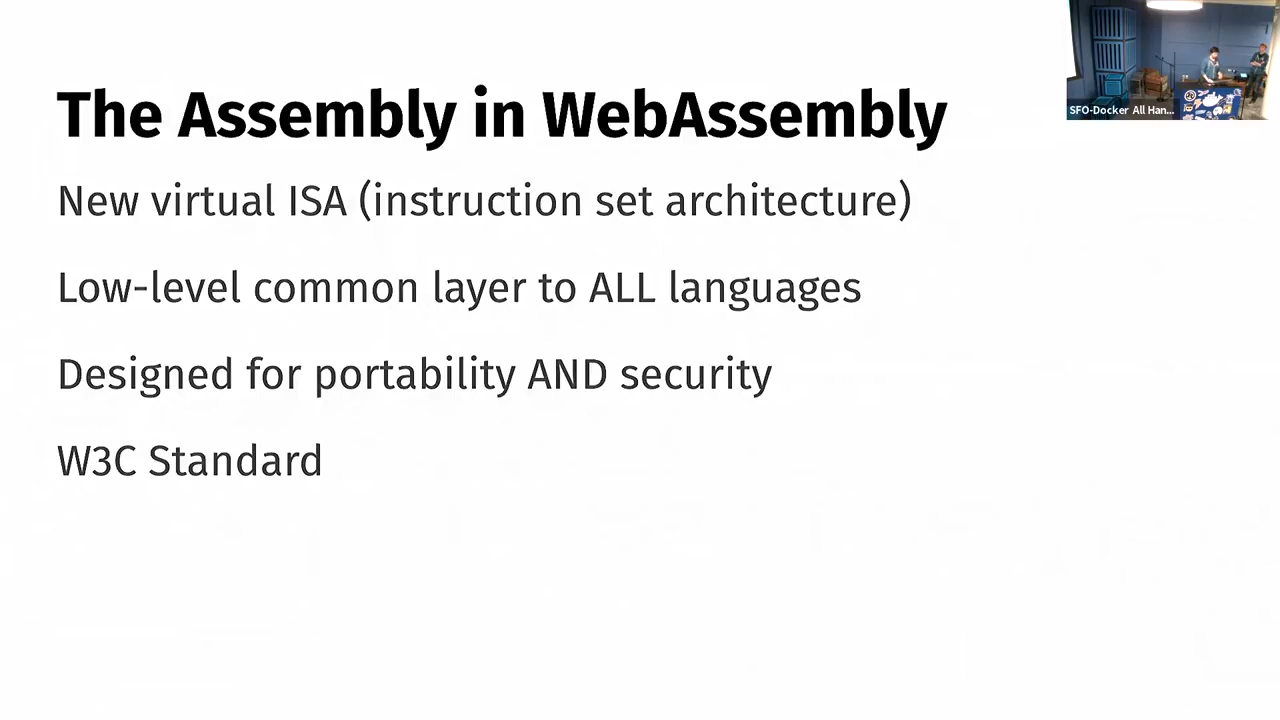 The Assembly in WebAssembly
SFO-Docker All Han...
New virtual ISA (instruction set architecture)
Low-level common layer to ALL languages
Designed for portability AND security
W3C Standard